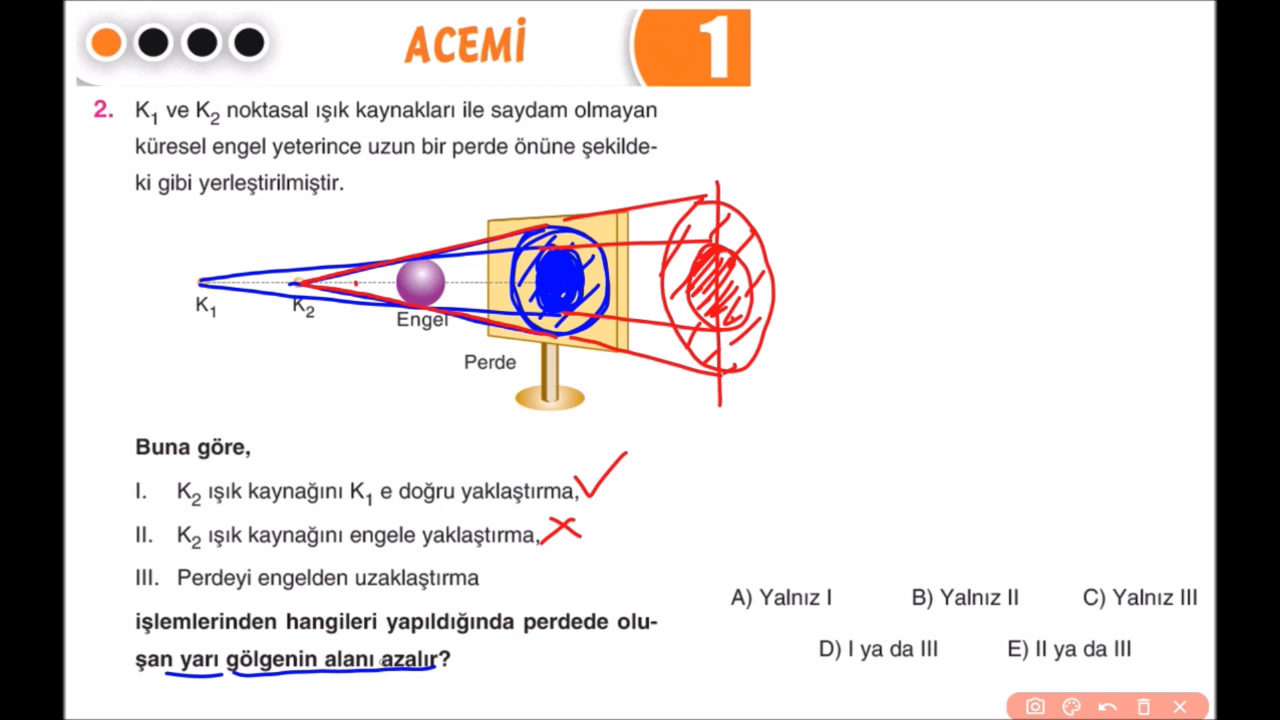 ACEMİ
1
2. K₁ ve K₂ noktasal ışık kaynakları ile saydam olmayan
küresel engel yeterince uzun bir perde önüne şekilde-
ki gibi yerleştirilmiştir.
K₁
K₂
Engel
Perde
Buna göre,
I. K₂ ışık kaynağını K₁ e doğru yaklaştırma,
II. K₂ ışık kaynağını engele yaklaştırma,
III. Perdeyi engelden uzaklaştırma
işlemlerinden hangileri yapıldığında perdede olu-
şan yarı gölgenin alanı azalır?
A) Yalnız I B) Yalnız II C) Yalnız III
D) I ya da III E) II ya da III